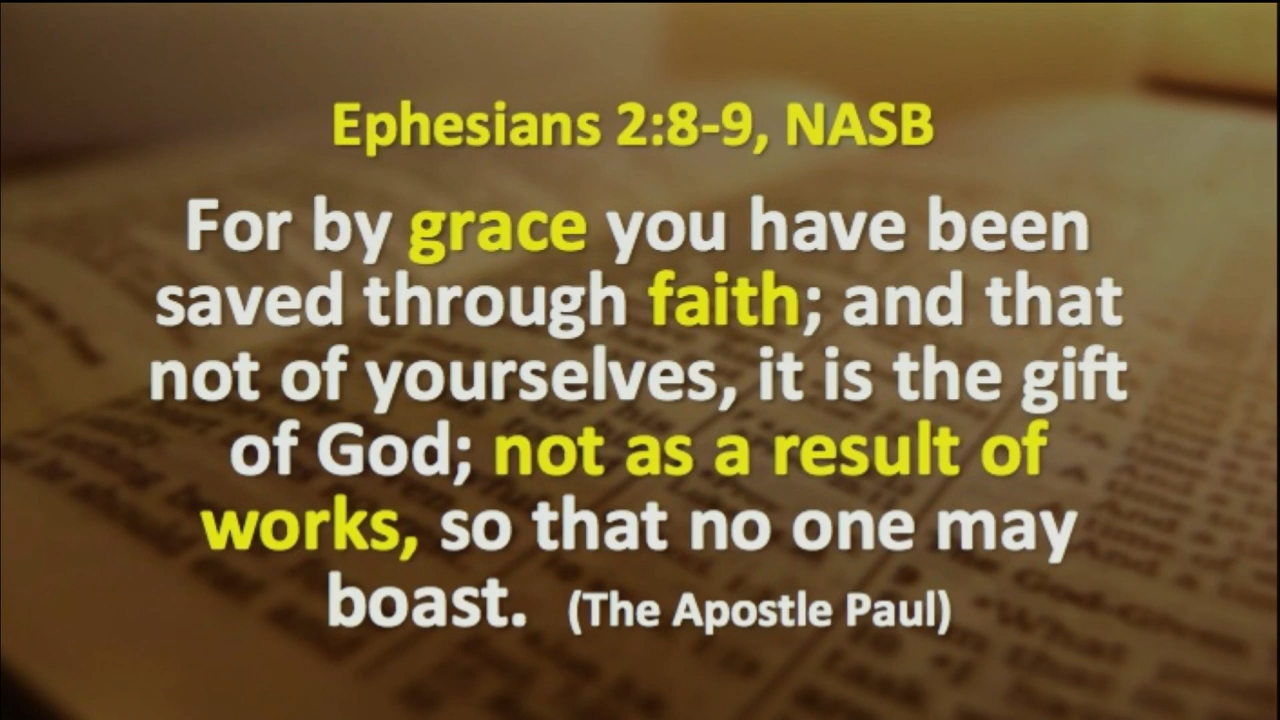 Ephesians 2:8-9, NASB
For by grace you have been
saved through faith; and that
not of yourselves, it is the gift
of God; not as a result of
works, so that no one may
boast. (The Apostle Paul)